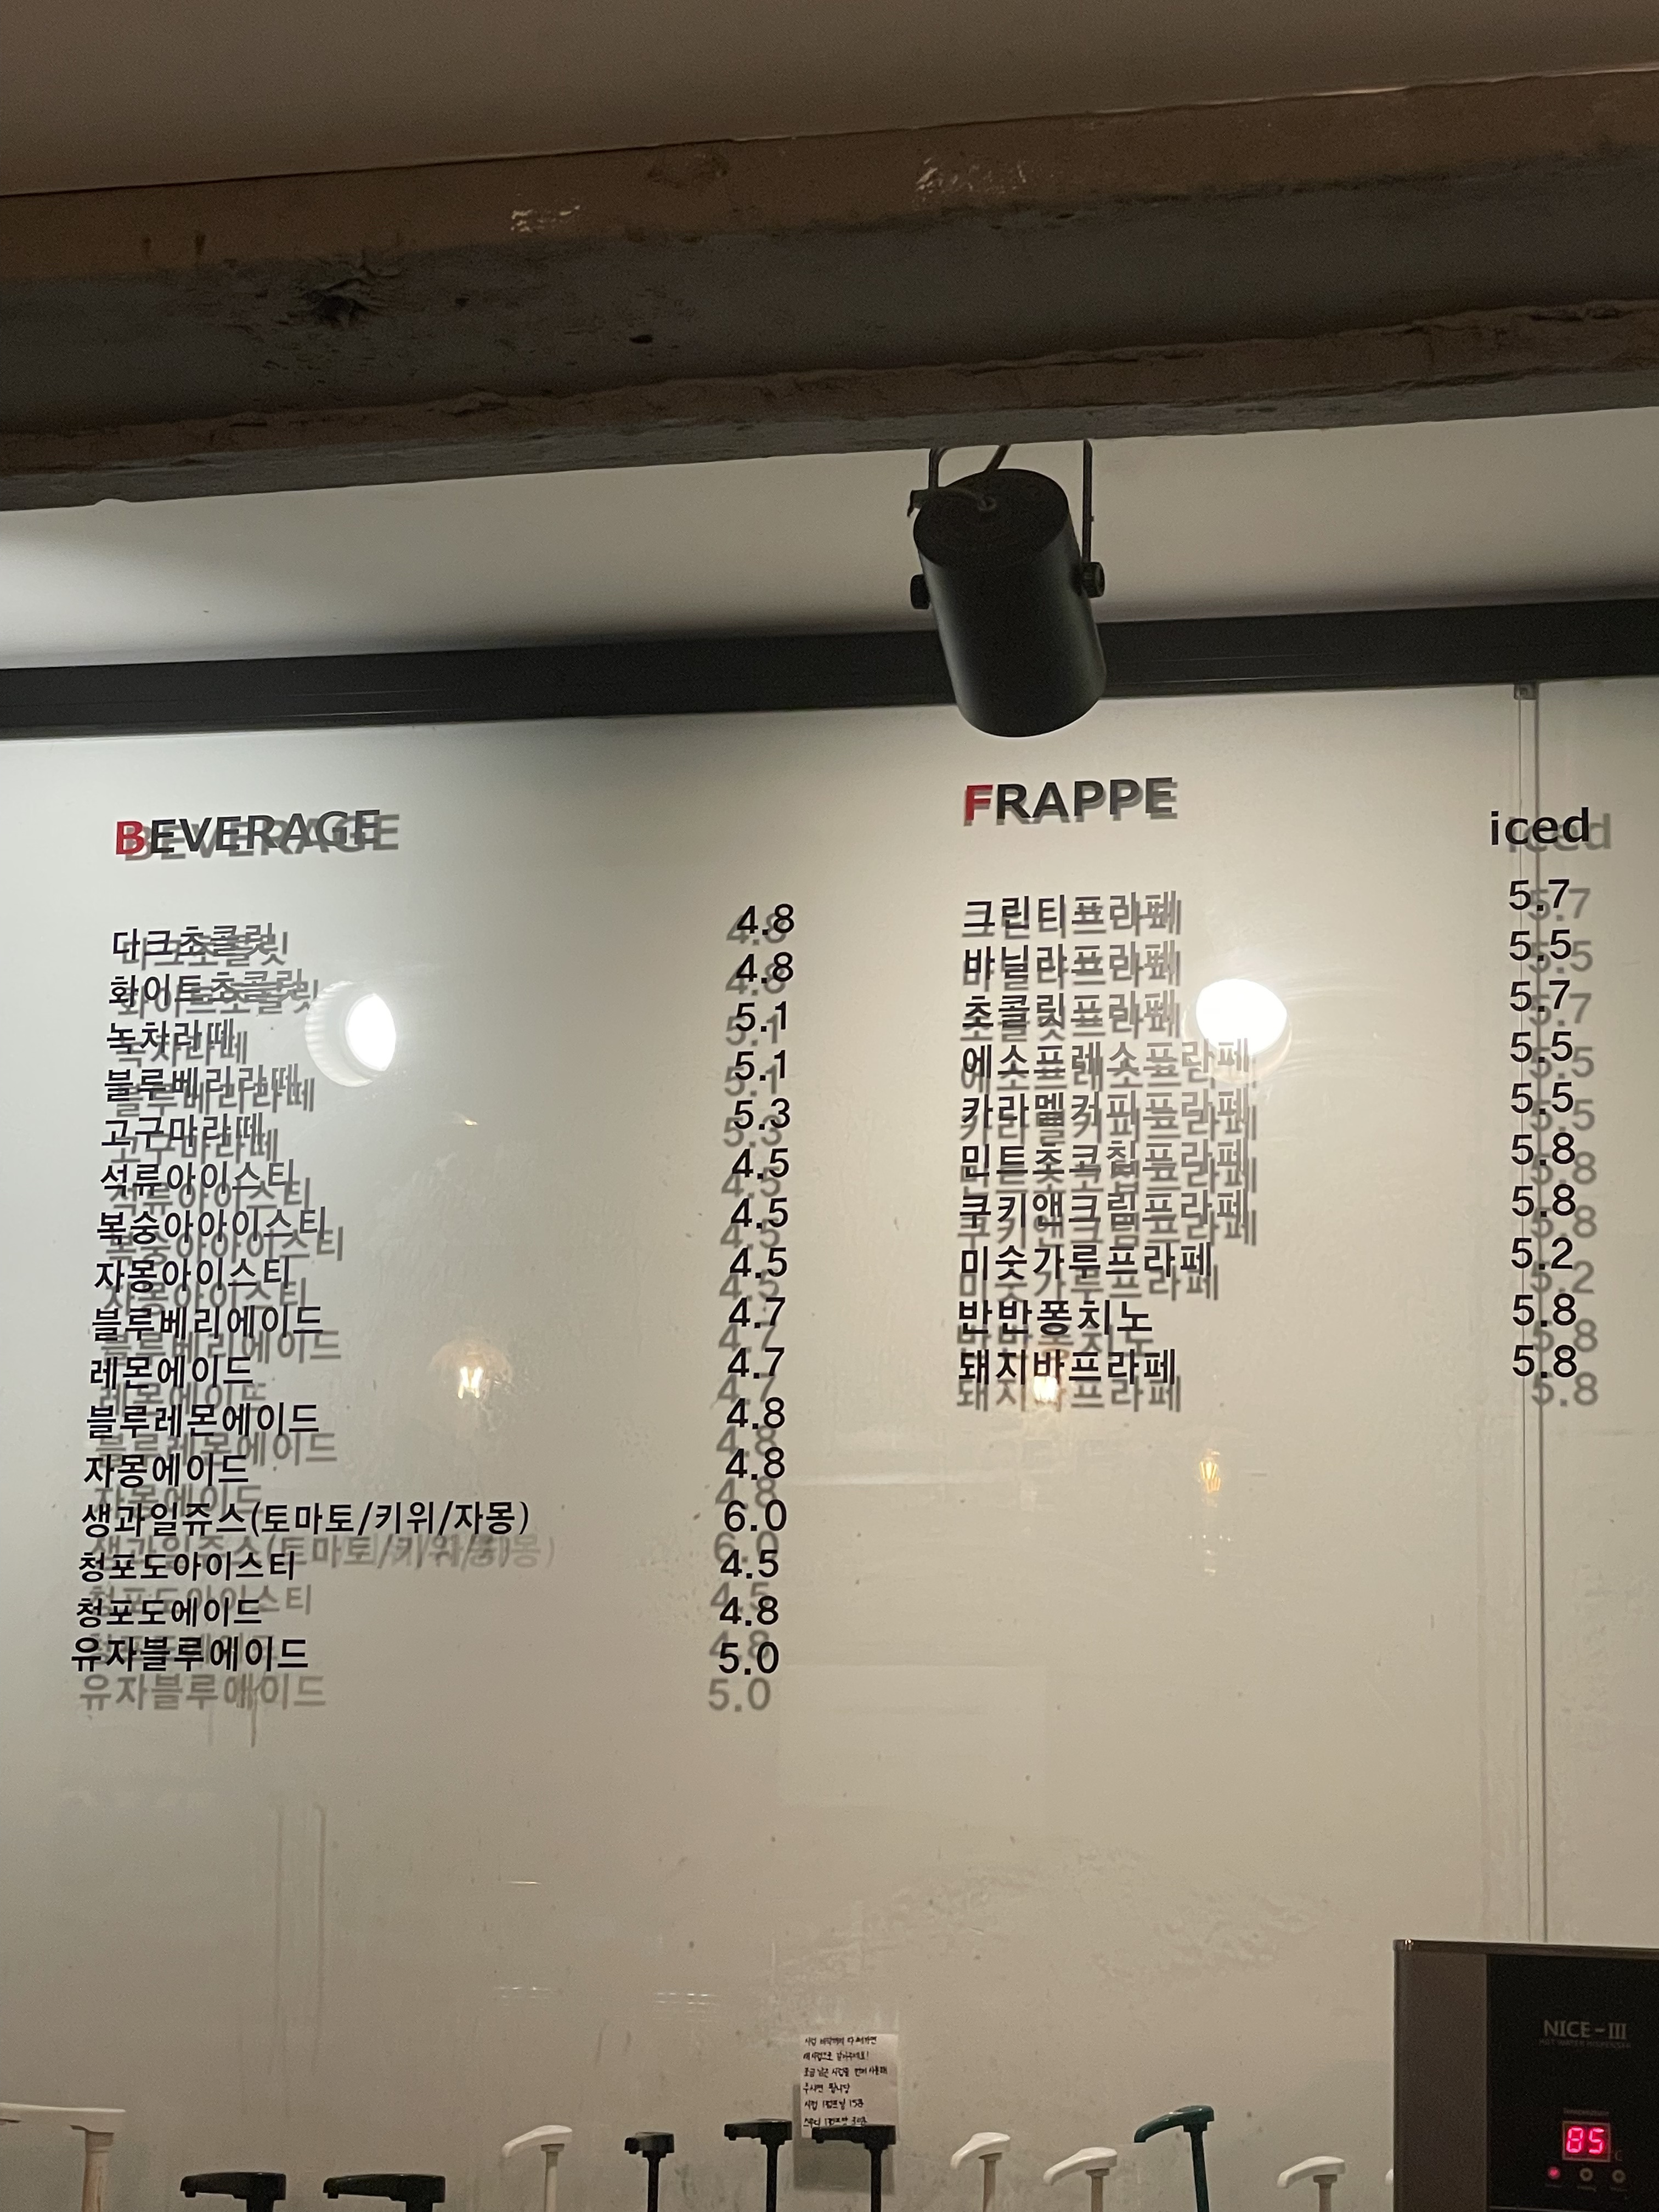 BEVERAGE
다크초콜릿 4.8
화이트초콜릿 4.8
녹차라떼 5.1
블루베리라떼 5.1
고구마라떼 5.3
석류아이스티 4.5
복숭아아이스티 4.5
자몽아이스티 4.5
블루베리에이드 4.7
레몬에이드 4.7
블루레몬에이드 4.8
자몽에이드 4.8
생과일쥬스(토마토/키위/자몽) 6.0
청포도아이스티 4.5
청포도에이드 4.8
유자블루에이드 5.0
FRAPPE iced
그린티프라페 5.7
바닐라프라페 5.5
초콜릿프라페 5.7
에소프레소프라페 5.5
카라멜커피프라페 5.5
민트초코칩프라페 5.8
쿠키앤크림프라페 5.8
미숫가루프라페 5.2
반반퐁치노 5.8
돼지바프라페 5.8
NICE-III
HOT WATER DISPENSER
85